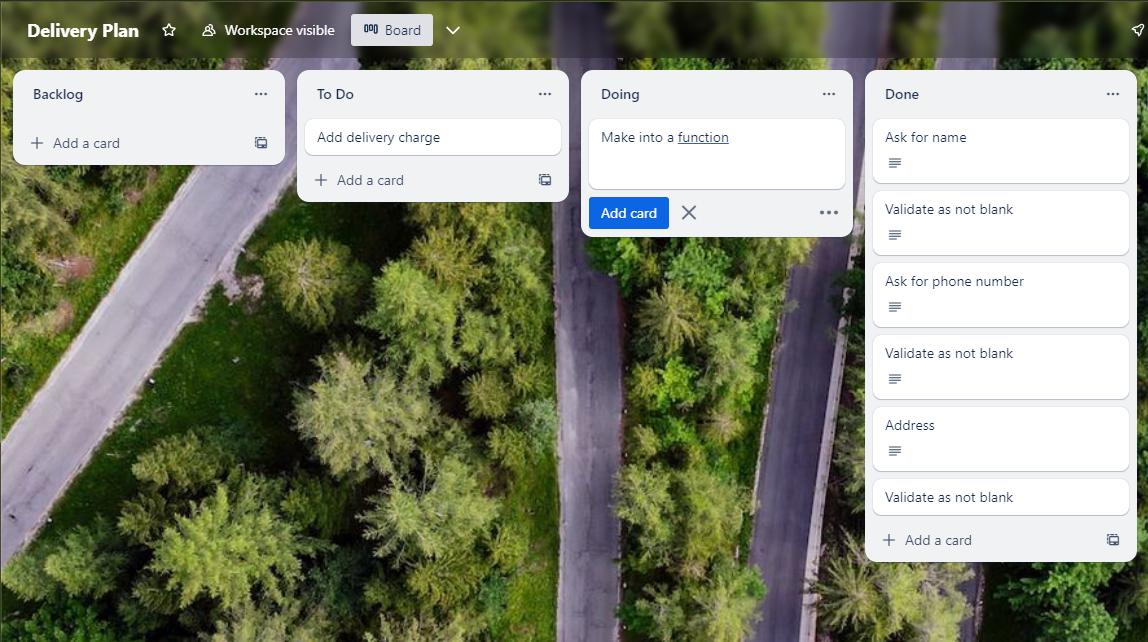 Delivery Plan
Workspace visible
Board
Backlog
Add a card
To Do
Add delivery charge
Add a card
Doing
Make into a function
Add card
Done
Ask for name
Validate as not blank
Ask for phone number
Validate as not blank
Address
Validate as not blank
Add a card